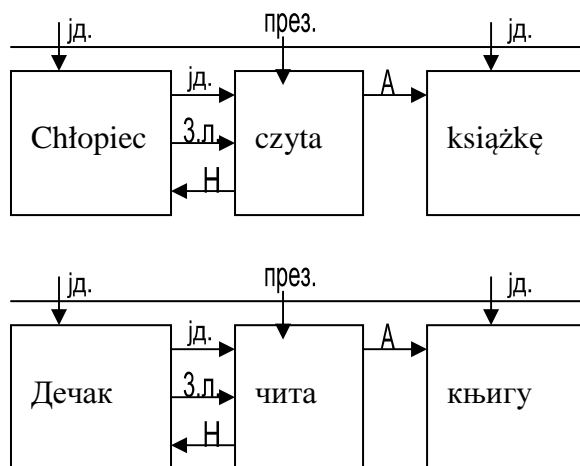 јд. през. јд.
јд. А
Chłopiec 3.л. czyta książkę
Н
јд. през. јд.
јд. А
Дечак 3.л. чита књигу
Н